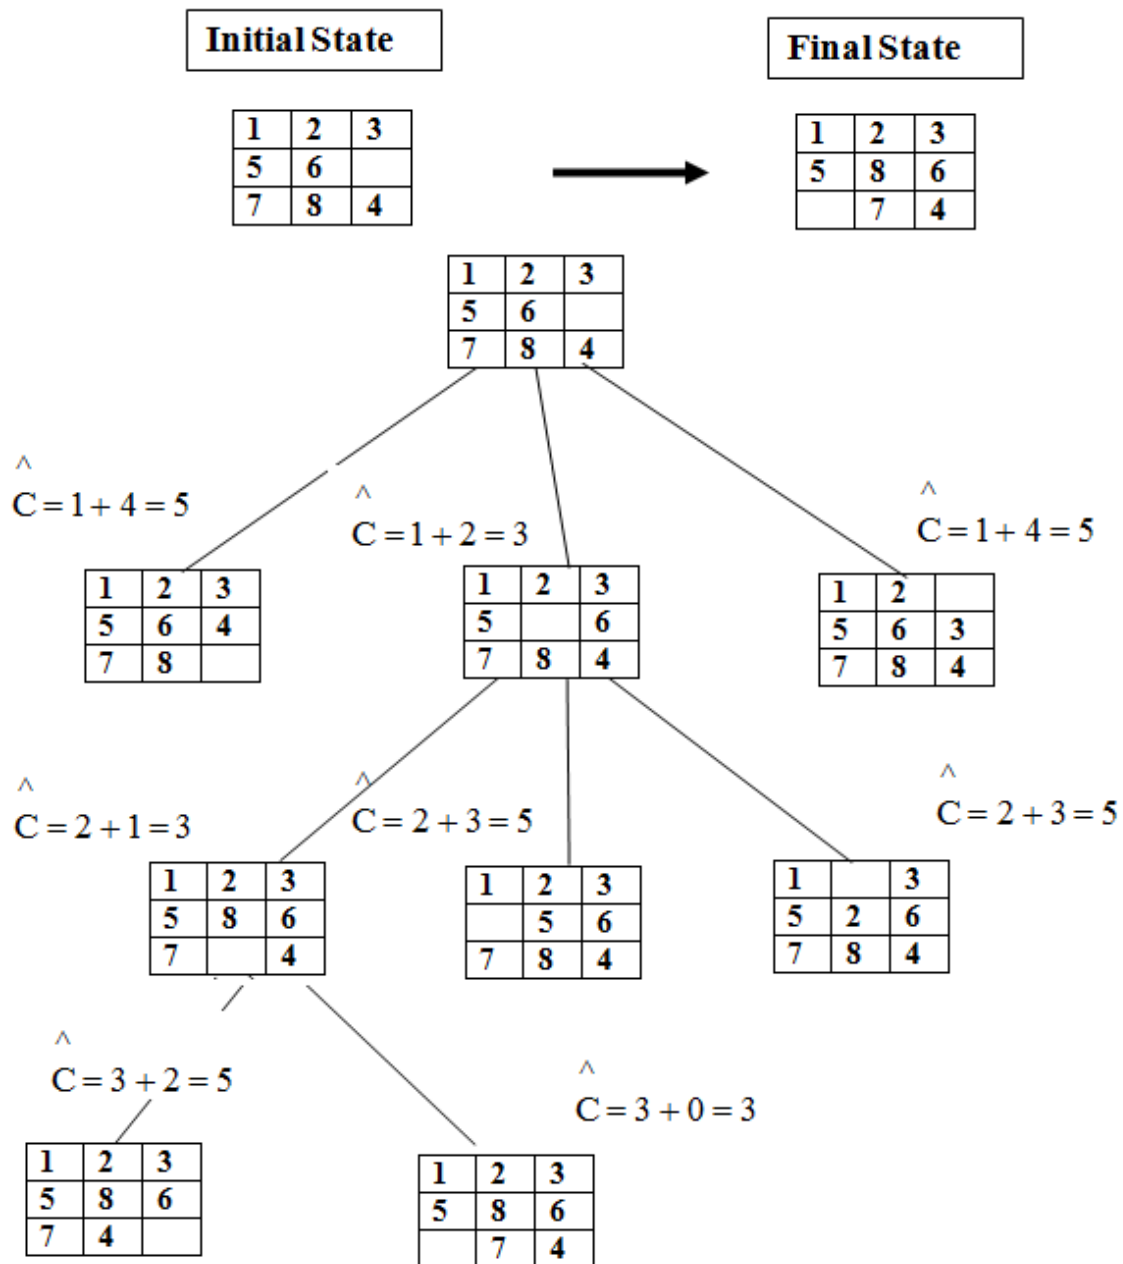 Initial State
Final State
1 2 3
5 6
7 8 4
1 2 3
5 8 6
7 4
1 2 3
5 6
7 8 4
^
C = 1 + 4 = 5
^
C = 1 + 2 = 3
^
C = 1 + 4 = 5
1 2 3
5 6 4
7 8
1 2 3
5 6
7 8 4
1 2
5 6 3
7 8 4
^
C = 2 + 1 = 3
^
C = 2 + 3 = 5
^
C = 2 + 3 = 5
1 2 3
5 8 6
7 4
1 2 3
5 6
7 8 4
1 3
5 2 6
7 8 4
^
C = 3 + 2 = 5
^
C = 3 + 0 = 3
1 2 3
5 8 6
7 4
1 2 3
5 8 6
7 4